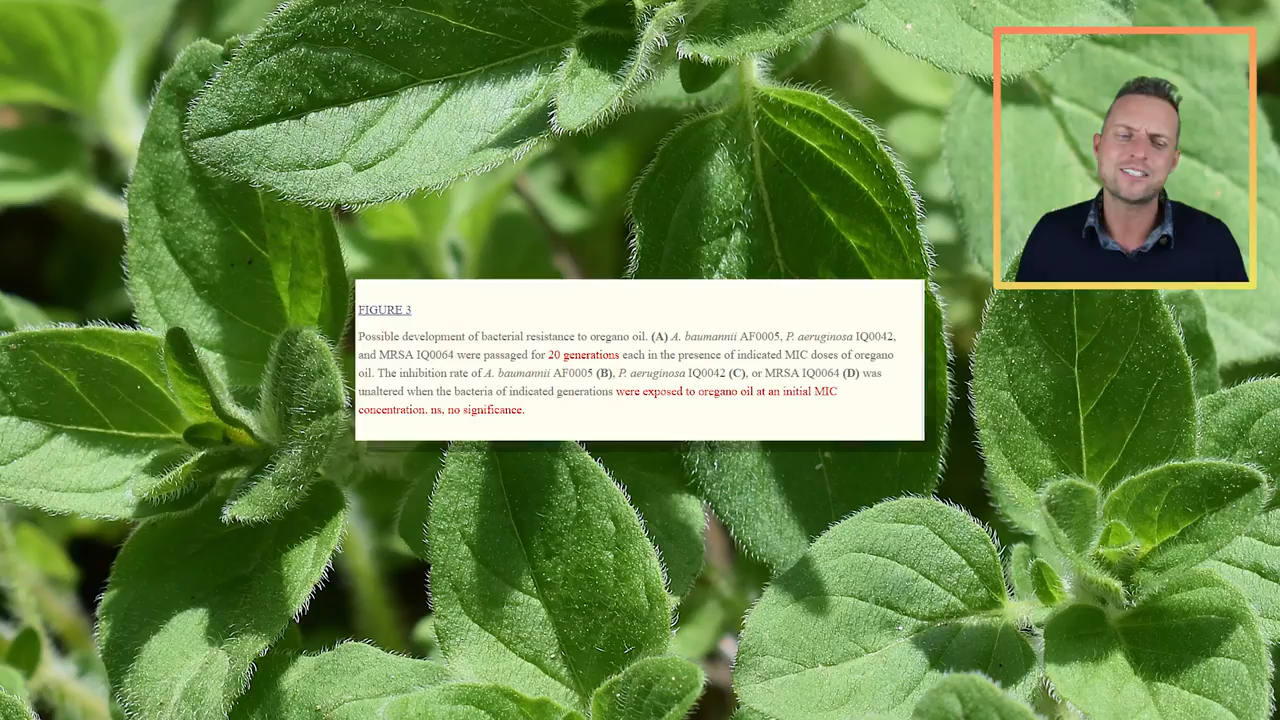 FIGURE 3
Possible development of bacterial resistance to oregano oil. (A) A. baumannii AF0005, P. aeruginosa IQ0042,
and MRSA IQ0064 were passaged for 20 generations each in the presence of indicated MIC doses of oregano
oil. The inhibition rate of A. baumannii AF0005 (B), P. aeruginosa IQ0042 (C), or MRSA IQ0064 (D) was
unaltered when the bacteria of indicated generations were exposed to oregano oil at an initial MIC
concentration. ns, no significance.